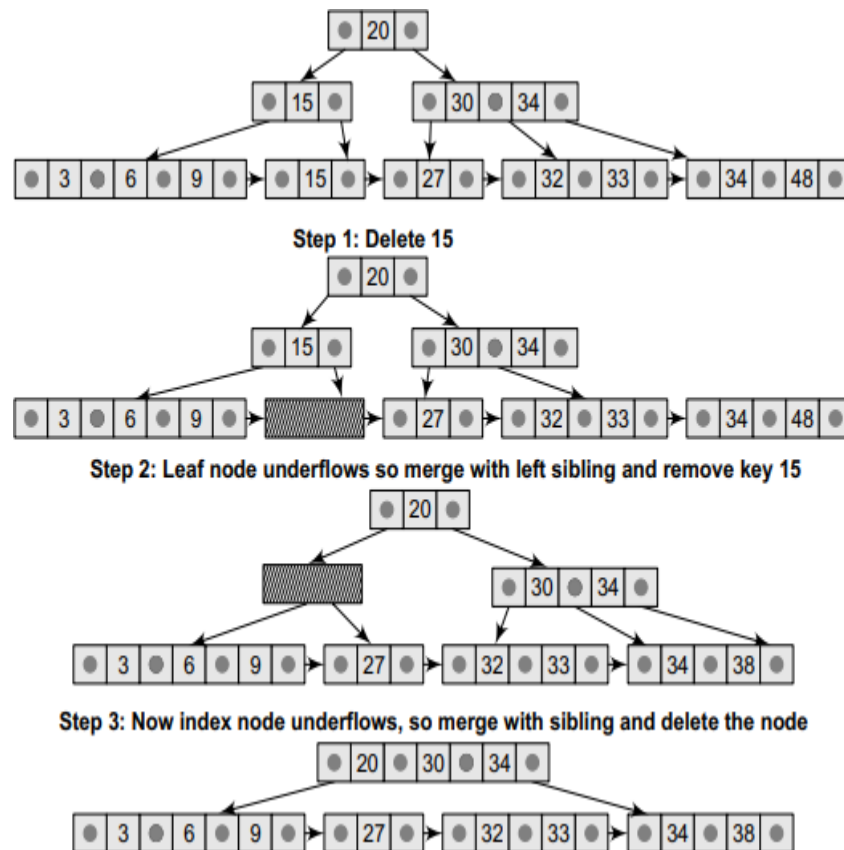 20
15 30 34
3 6 9 15 27 32 33 34 48
Step 1: Delete 15
20
15 30 34
3 6 9 27 32 33 34 48
Step 2: Leaf node underflows so merge with left sibling and remove key 15
20
30 34
3 6 9 27 32 33 34 38
Step 3: Now index node underflows, so merge with sibling and delete the node
20 30 34
3 6 9 27 32 33 34 38